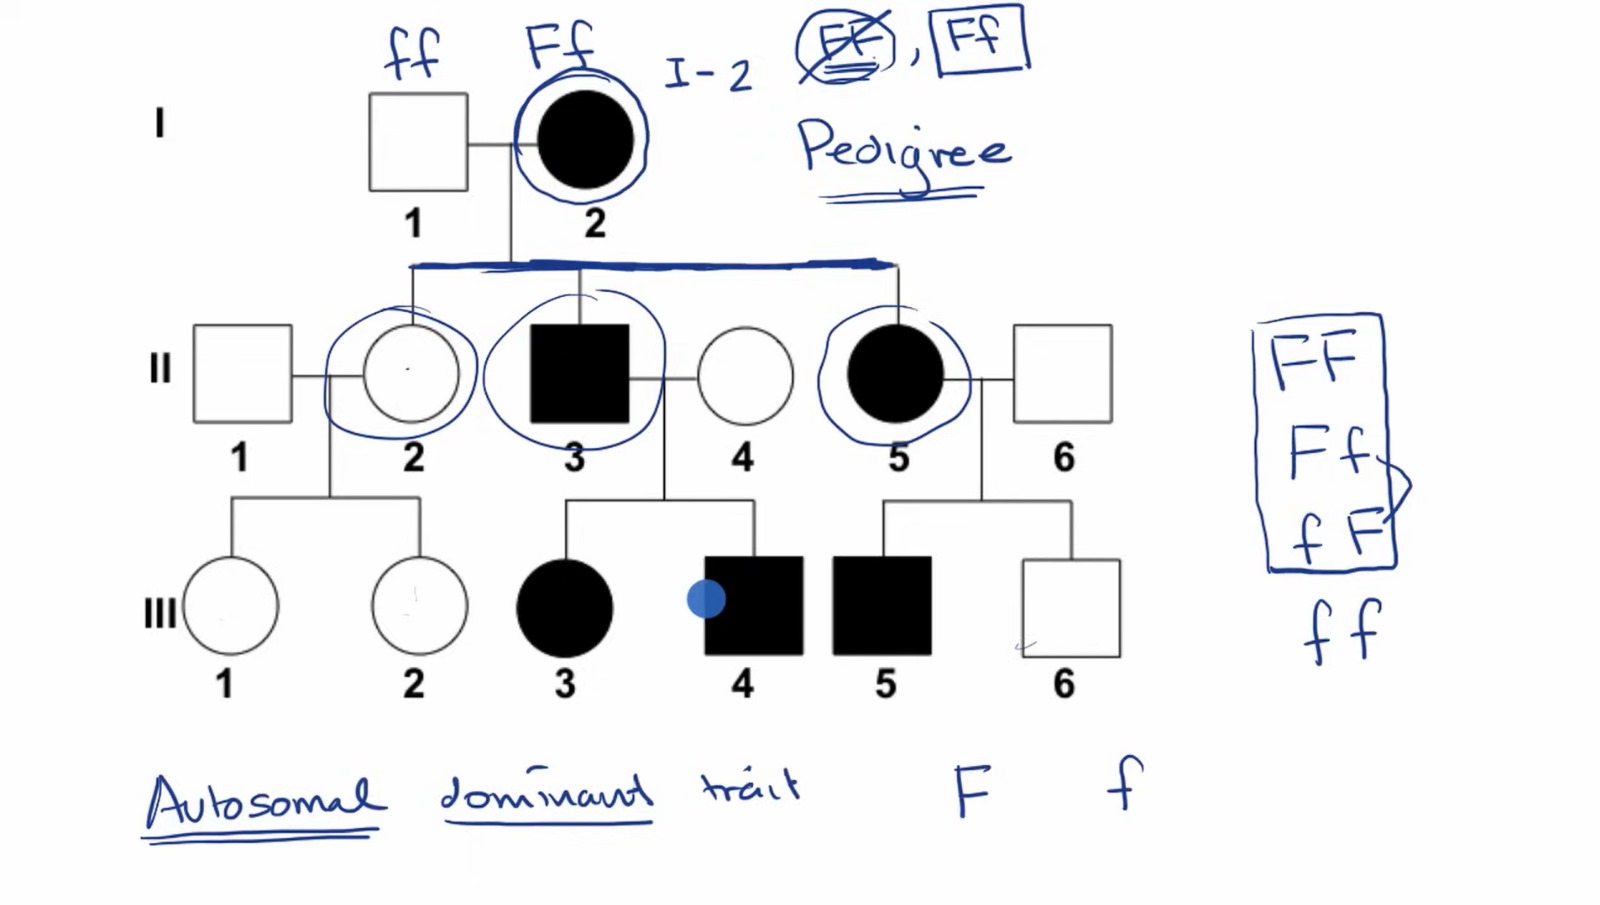 ff Ff I-2 FF, Ff
I
Pedigree
1 2
II
1 2 3 4 5 6
FF
Ff
fF
ff
III
1 2 3 4 5 6
Autosomal dominant trait F f